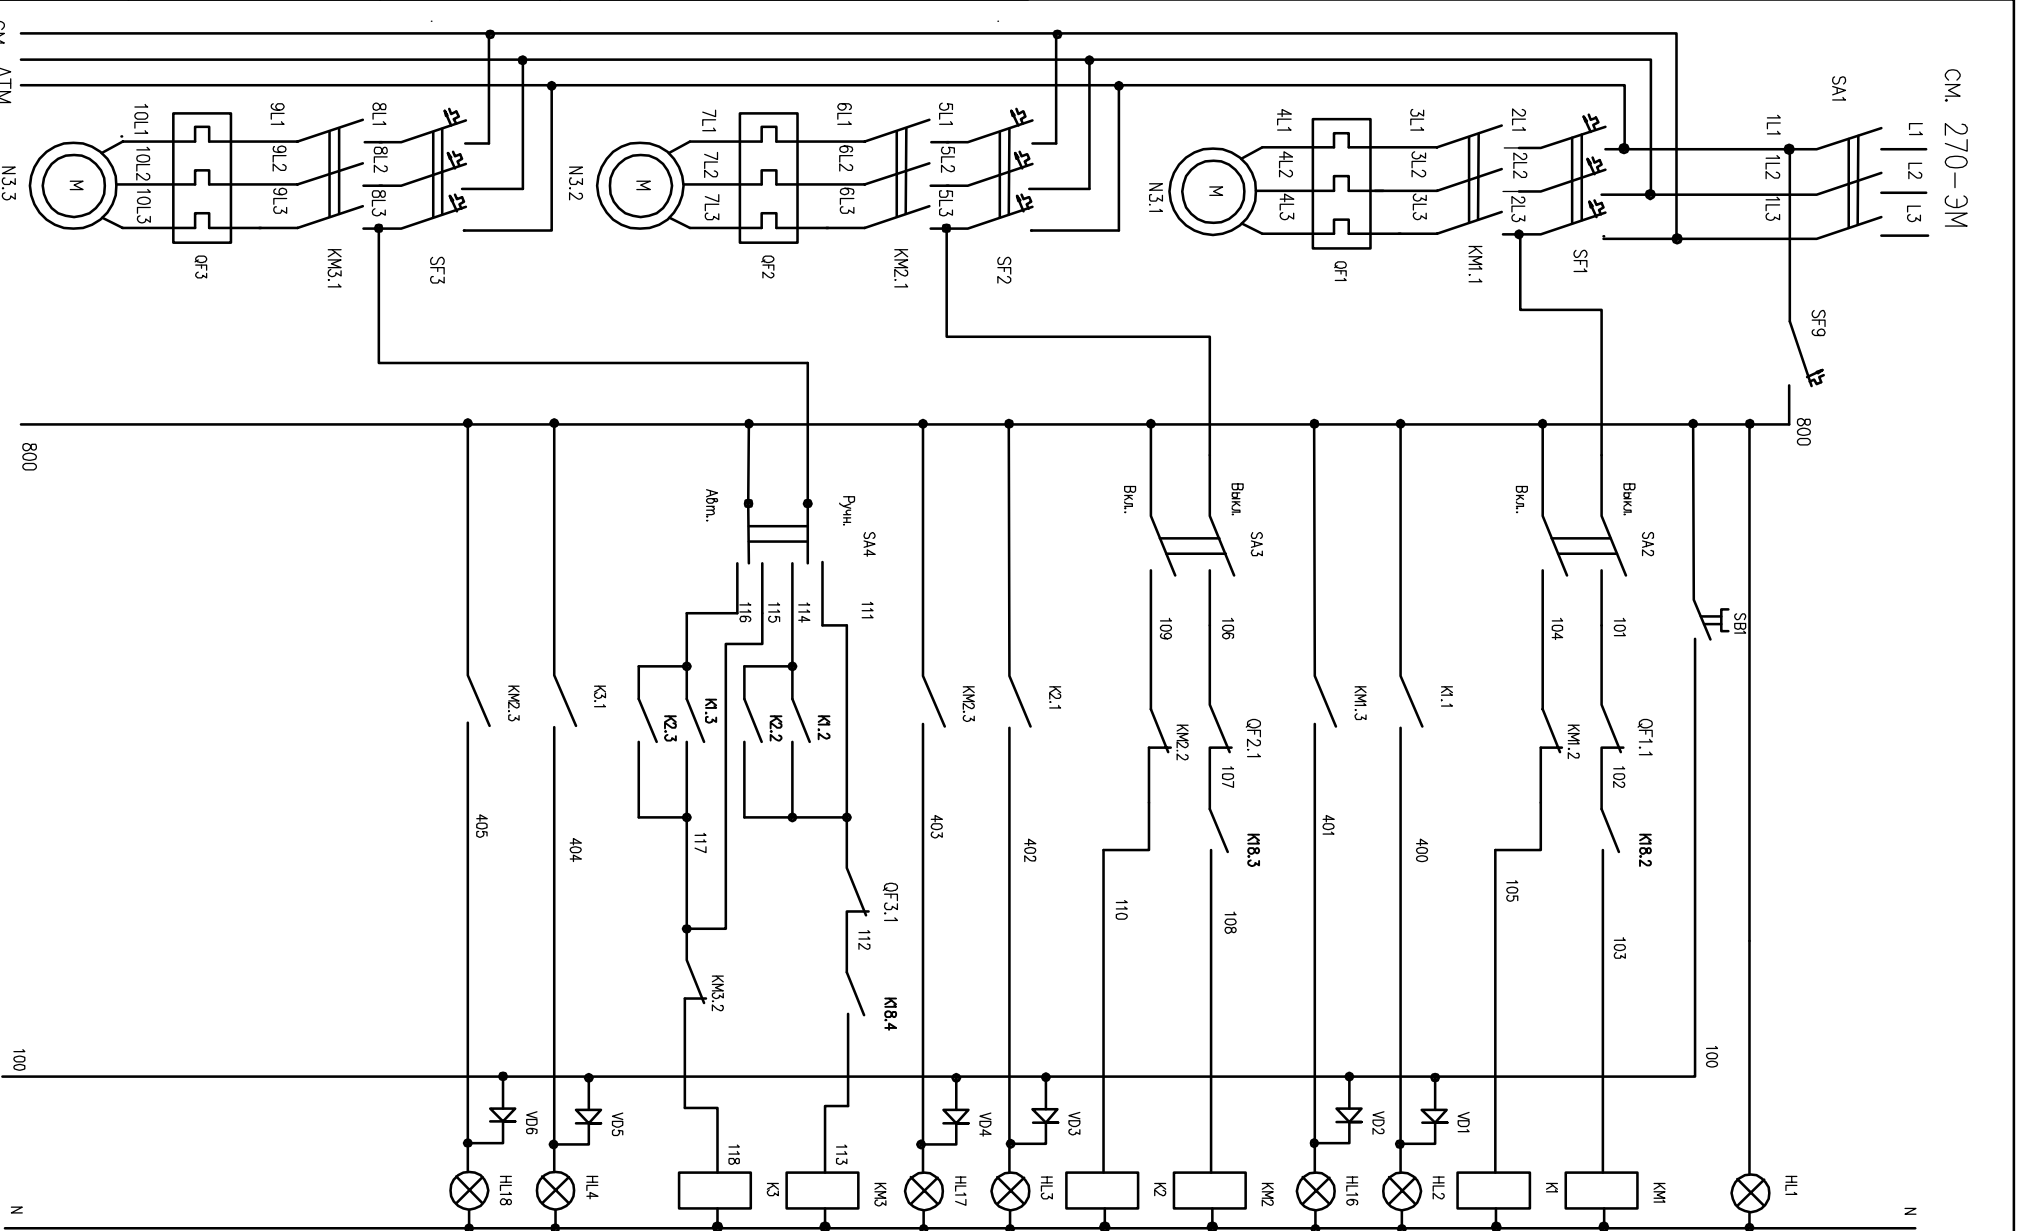 СМ. 270-ЭМ
L1
L2
L3
SA1
1L1
1L2
1L3
SF9
800
2L1
2L2
2L3
SF1
3L1
3L2
3L3
KM1.1
4L1
4L2
4L3
QF1
M
N3.1
5L1
5L2
5L3
SF2
6L1
6L2
6L3
KM2.1
7L1
7L2
7L3
QF2
M
N3.2
8L1
8L2
8L3
SF3
9L1
9L2
9L3
KM3.1
10L1
10L2
10L3
QF3
M
N3.3
800
HL1
SB1
100
Выкл.
SA2
101
QF1.1
102
K18.2
103
KM1
Вкл.
104
KM1.2
105
K1
K1.1
400
VD1
HL2
KM1.3
401
VD2
HL16
Выкл.
SA3
106
QF2.1
107
K18.3
108
KM2
Вкл.
109
KM2.2
110
K2
K2.1
402
VD3
HL3
KM2.3
403
VD4
HL17
Ручн.
SA4
111
QF3.1
112
K18.4
113
KM3
Авт.
114
115
116
K1.2
K2.2
K1.3
K2.3
117
KM3.2
118
K3
K3.1
404
VD5
HL4
KM2.3
405
VD6
HL18
100
N
N